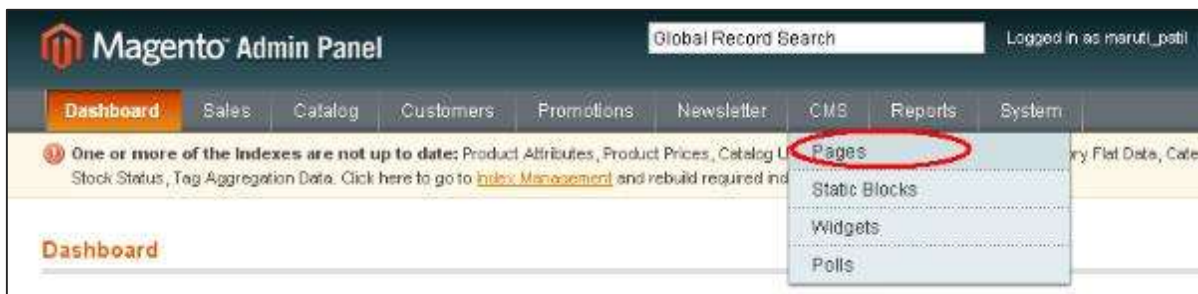 Magento Admin Panel
Global Record Search
Logged in as maruti_patil
Dashboard Sales Catalog Customers Promotions Newsletter CMS Reports System
One or more of the Indexes are not up to date: Product Attributes, Product Prices, Catalog U ry Flat Data, Cate
Stock Status, Tag Aggregation Data. Click here to go to Index Management and rebuild required ind
Pages
Static Blocks
Widgets
Polls
Dashboard